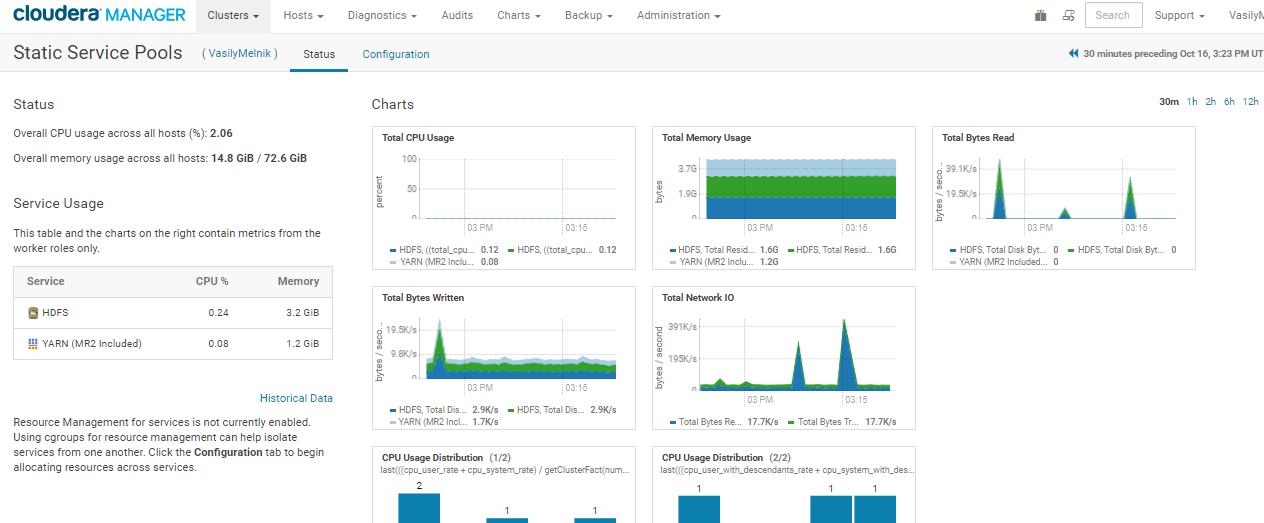 cloudera MANAGER
Clusters Hosts Diagnostics Audits Charts Backup Administration Search Support
Static Service Pools ( VasilyMelnik ) Status Configuration 30 minutes preceding Oct 16, 3:23 PM
Status
Overall CPU usage across all hosts (%): 2.06
Overall memory usage across all hosts: 14.8 GiB / 72.6 GiB
Service Usage
This table and the charts on the right contain metrics from the
worker roles only.
Service CPU % Memory
HDFS 0.24 3.2 GiB
YARN (MR2 Included) 0.08 1.2 GiB
Historical Data
Resource Management for services is not currently enabled.
Using cgroups for resource management can help isolate
services from one another. Click the Configuration tab to begin
allocating resources across services.
Charts
30m 1h 2h 6h 12h
Total CPU Usage
percent
100
50
0
03 PM 03:15
HDFS, ((total_cpu... 0.12 HDFS, ((total_cpu... 0.12
YARN (MR2 Inclu... 0.08
Total Memory Usage
bytes
3.7G
1.9G
0
03 PM 03:15
HDFS, Total Resid... 1.6G HDFS, Total Resid... 1.6G
YARN (MR2 Includ... 1.2G
Total Bytes Read
bytes / seco...
39.1K/s
19.5K/s
0
03 PM 03:15
HDFS, Total Disk Byt... 0 HDFS, Total Disk Byt... 0
YARN (MR2 Included... 0
Total Bytes Written
bytes / seco...
19.5K/s
9.8K/s
0
03 PM 03:15
HDFS, Total Dis... 2.9K/s HDFS, Total Dis... 2.9K/s
YARN (MR2 Incl... 1.7K/s
Total Network IO
bytes / second
391K/s
195K/s
0
03 PM 03:15
Total Bytes Re... 17.7K/s Total Bytes Tr... 17.7K/s
CPU Usage Distribution (1/2)
last(((cpu_user_rate + cpu_system_rate) / getClusterFact(num...
2 1 1
CPU Usage Distribution (2/2)
last(((cpu_user_with_descendants_rate + cpu_system_with_des...
1 1 1